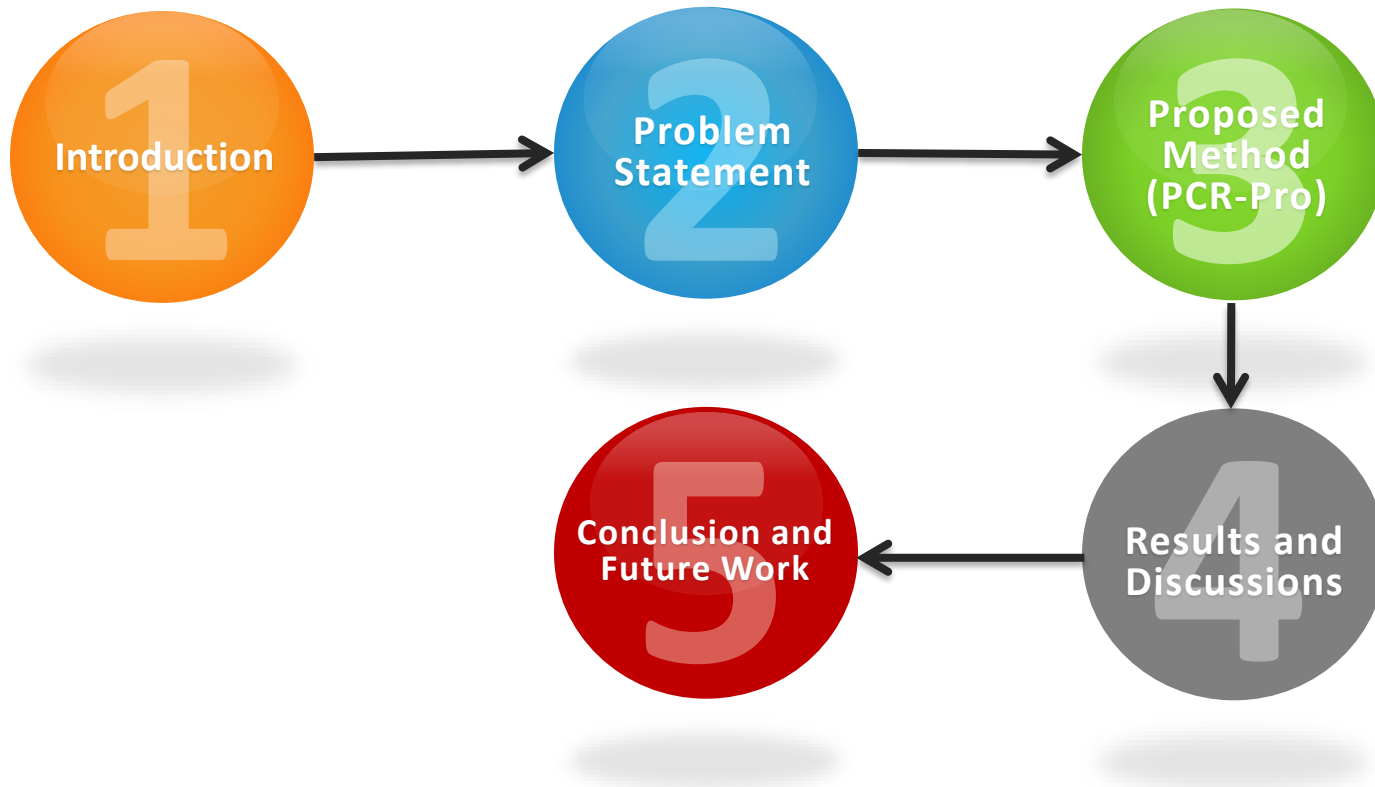 1
Introduction
2
Problem
Statement
3
Proposed
Method
(PCR-Pro)
4
Results and
Discussions
5
Conclusion and
Future Work